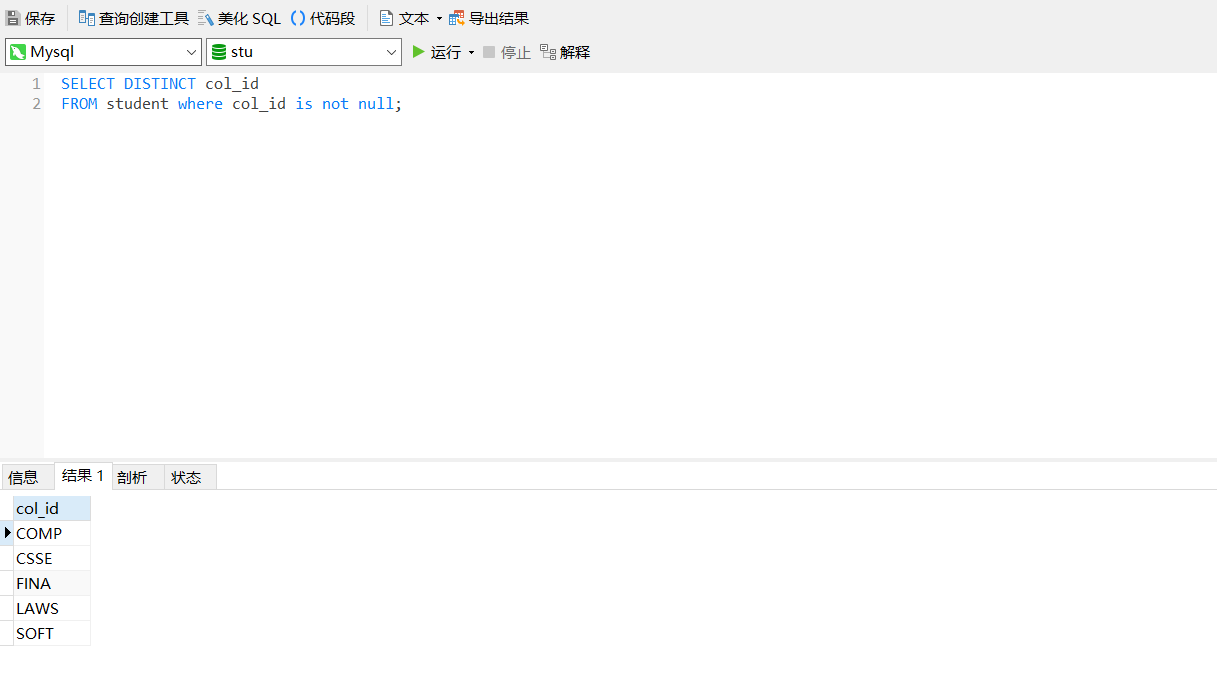 保存 查询创建工具 美化 SQL () 代码段 文本 导出结果
Mysql stu 运行 停止 解释
1 SELECT DISTINCT col_id
2 FROM student where col_id is not null;
信息 结果 1 剖析 状态
col_id
COMP
CSSE
FINA
LAWS
SOFT